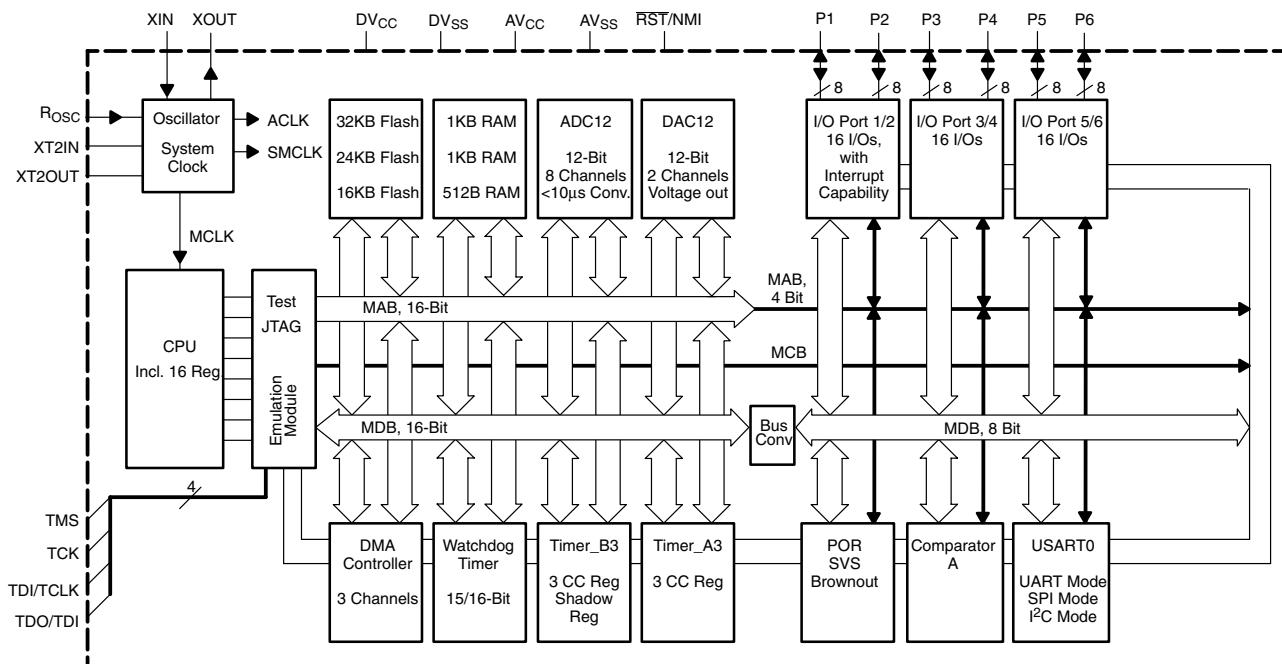 XIN
XOUT
DVCC
DVSS
AVCC
AVSS
RST/NMI
P1
P2
P3
P4
P5
P6
8
8
8
8
8
8
ROSC
XT2IN
XT2OUT
Oscillator
System
Clock
ACLK
SMCLK
MCLK
32KB Flash
24KB Flash
16KB Flash
1KB RAM
1KB RAM
512B RAM
ADC12
12-Bit
8 Channels
<10μs Conv.
DAC12
12-Bit
2 Channels
Voltage out
I/O Port 1/2
16 I/Os,
with
Interrupt
Capability
I/O Port 3/4
16 I/Os
I/O Port 5/6
16 I/Os
CPU
Incl. 16 Reg.
Test
JTAG
Emulation
Module
MAB, 16-Bit
MAB,
4 Bit
MCB
MDB, 16-Bit
Bus
Conv
MDB, 8 Bit
4
TMS
TCK
TDI/TCLK
TDO/TDI
DMA
Controller
3 Channels
Watchdog
Timer
15/16-Bit
Timer_B3
3 CC Reg
Shadow
Reg
Timer_A3
3 CC Reg
POR
SVS
Brownout
Comparator
A
USART0
UART Mode
SPI Mode
I2C Mode